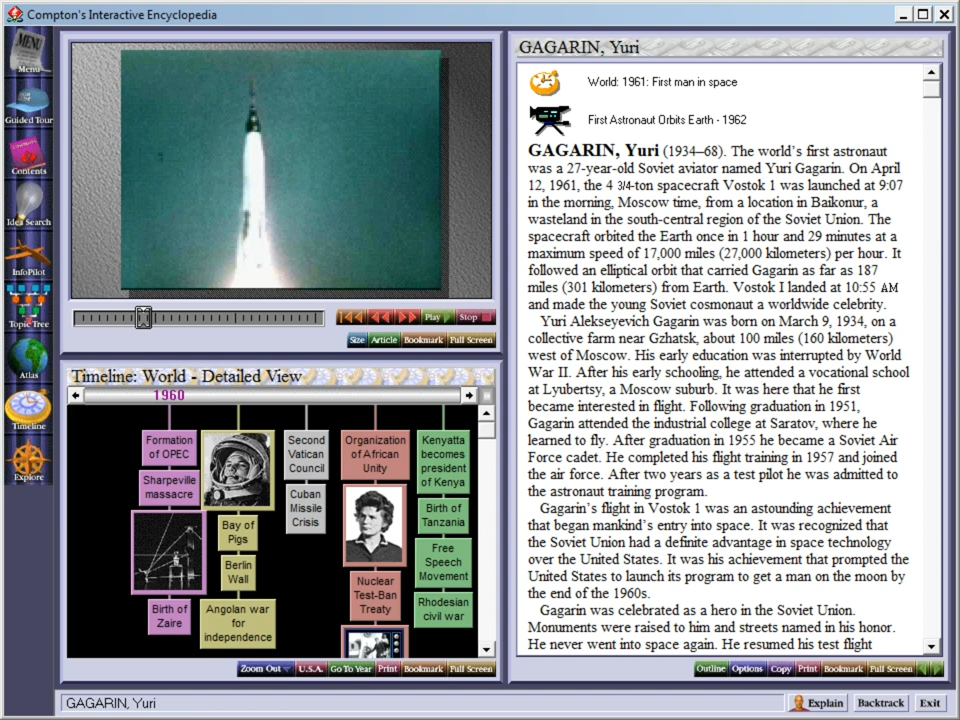 Compton's Interactive Encyclopedia
MENU
Menu
Guided Tour
Contents
Idea Search
InfoPilot
Topic Tree
Atlas
Timeline
Explore
Play
Stop
Size
Article
Bookmark
Full Screen
Timeline: World - Detailed View
1960
Formation
of OPEC
Sharpeville
massacre
Birth of
Zaire
Bay of
Pigs
Berlin
Wall
Angolan war
for
independence
Second
Vatican
Council
Cuban
Missile
Crisis
Organization
of African
Unity
Nuclear
Test-Ban
Treaty
Kenyatta
becomes
president
of Kenya
Birth of
Tanzania
Free
Speech
Movement
Rhodesian
civil war
Zoom Out
U.S.A.
Go To Year
Print
Bookmark
Full Screen
GAGARIN, Yuri
World: 1961: First man in space
First Astronaut Orbits Earth - 1962
GAGARIN, Yuri (1934–68). The world's first astronaut
was a 27-year-old Soviet aviator named Yuri Gagarin. On April
12, 1961, the 4 3/4-ton spacecraft Vostok 1 was launched at 9:07
in the morning, Moscow time, from a location in Baikonur, a
wasteland in the south-central region of the Soviet Union. The
spacecraft orbited the Earth once in 1 hour and 29 minutes at a
maximum speed of 17,000 miles (27,000 kilometers) per hour. It
followed an elliptical orbit that carried Gagarin as far as 187
miles (301 kilometers) from Earth. Vostok I landed at 10:55 AM
and made the young Soviet cosmonaut a worldwide celebrity.
Yuri Alekseyevich Gagarin was born on March 9, 1934, on a
collective farm near Gzhatsk, about 100 miles (160 kilometers)
west of Moscow. His early education was interrupted by World
War II. After his early schooling, he attended a vocational school
at Lyubertsy, a Moscow suburb. It was here that he first
became interested in flight. Following graduation in 1951,
Gagarin attended the industrial college at Saratov, where he
learned to fly. After graduation in 1955 he became a Soviet Air
Force cadet. He completed his flight training in 1957 and joined
the air force. After two years as a test pilot he was admitted to
the astronaut training program.
Gagarin's flight in Vostok 1 was an astounding achievement
that began mankind's entry into space. It was recognized that
the Soviet Union had a definite advantage in space technology
over the United States. It was his achievement that prompted the
United States to launch its program to get a man on the moon by
the end of the 1960s.
Gagarin was celebrated as a hero in the Soviet Union.
Monuments were raised to him and streets named in his honor.
He never went into space again. He resumed his test flight
Outline
Options
Copy
Print
Bookmark
Full Screen
GAGARIN, Yuri
Explain
Backtrack
Exit